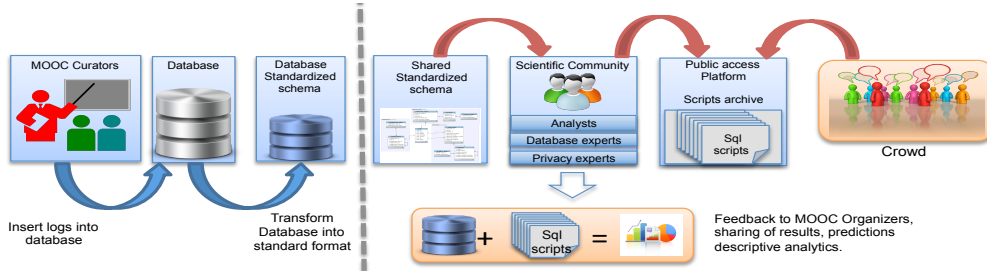 MOOC Curators
Database
Database
Standardized
schema
Insert logs into
database
Transform
Database into
standard format
Shared
Standardized
schema
Scientific Community
Analysts
Database experts
Privacy experts
Public access
Platform
Scripts archive
Sql
scripts
Crowd
+
Sql
scripts
=
Feedback to MOOC Organizers,
sharing of results, predictions
descriptive analytics.